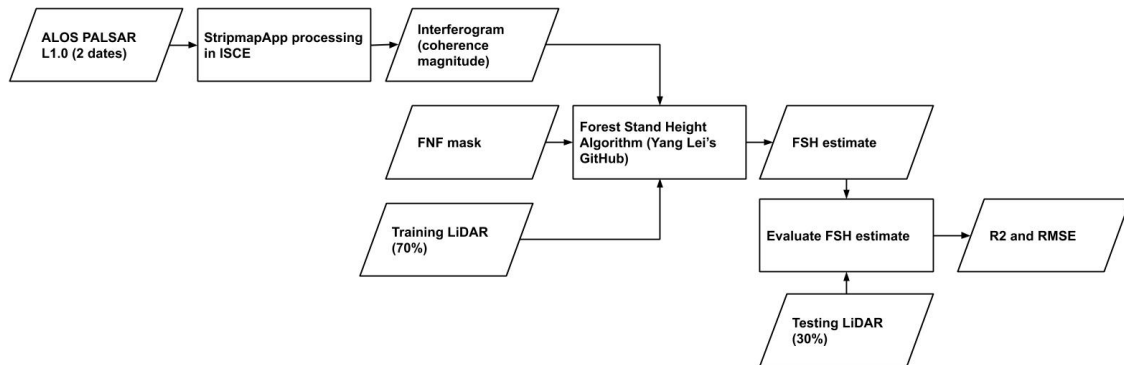 ALOS PALSAR
L1.0 (2 dates)
StripmapApp processing
in ISCE
Interferogram
(coherence
magnitude)
FNF mask
Forest Stand Height
Algorithm (Yang Lei's
GitHub)
FSH estimate
Training LiDAR
(70%)
Evaluate FSH estimate
R2 and RMSE
Testing LiDAR
(30%)